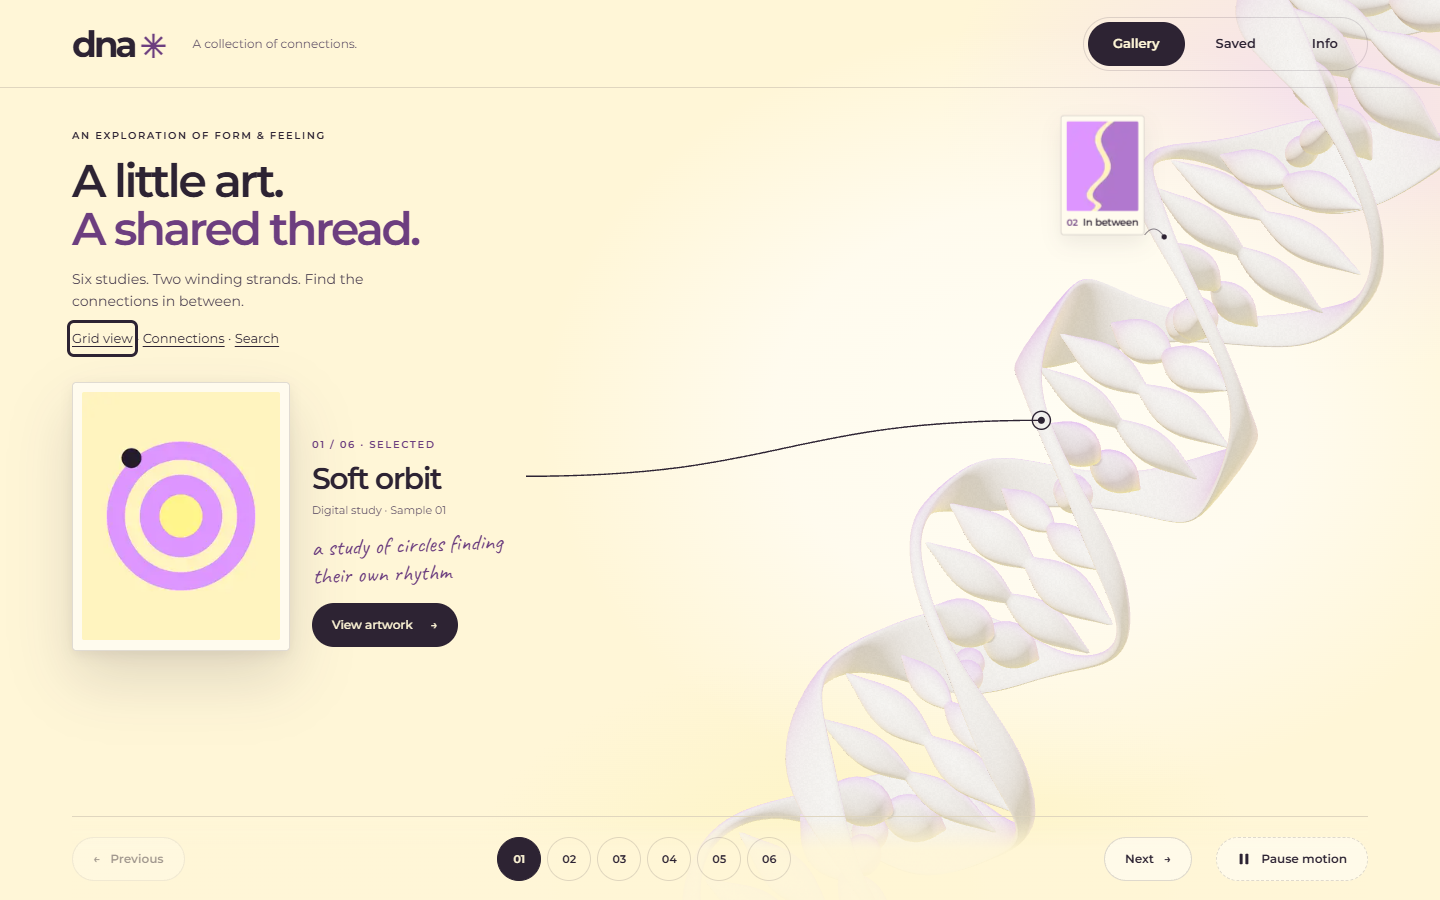 dna
A collection of connections.
Gallery
Saved
Info
AN EXPLORATION OF FORM & FEELING
A little art.
A shared thread.
Six studies. Two winding strands. Find the
connections in between.
Grid view Connections · Search
02 In between
01 / 06 · SELECTED
Soft orbit
Digital study · Sample 01
a study of circles finding
their own rhythm
View artwork →
← Previous
01
02
03
04
05
06
Next →
Pause motion